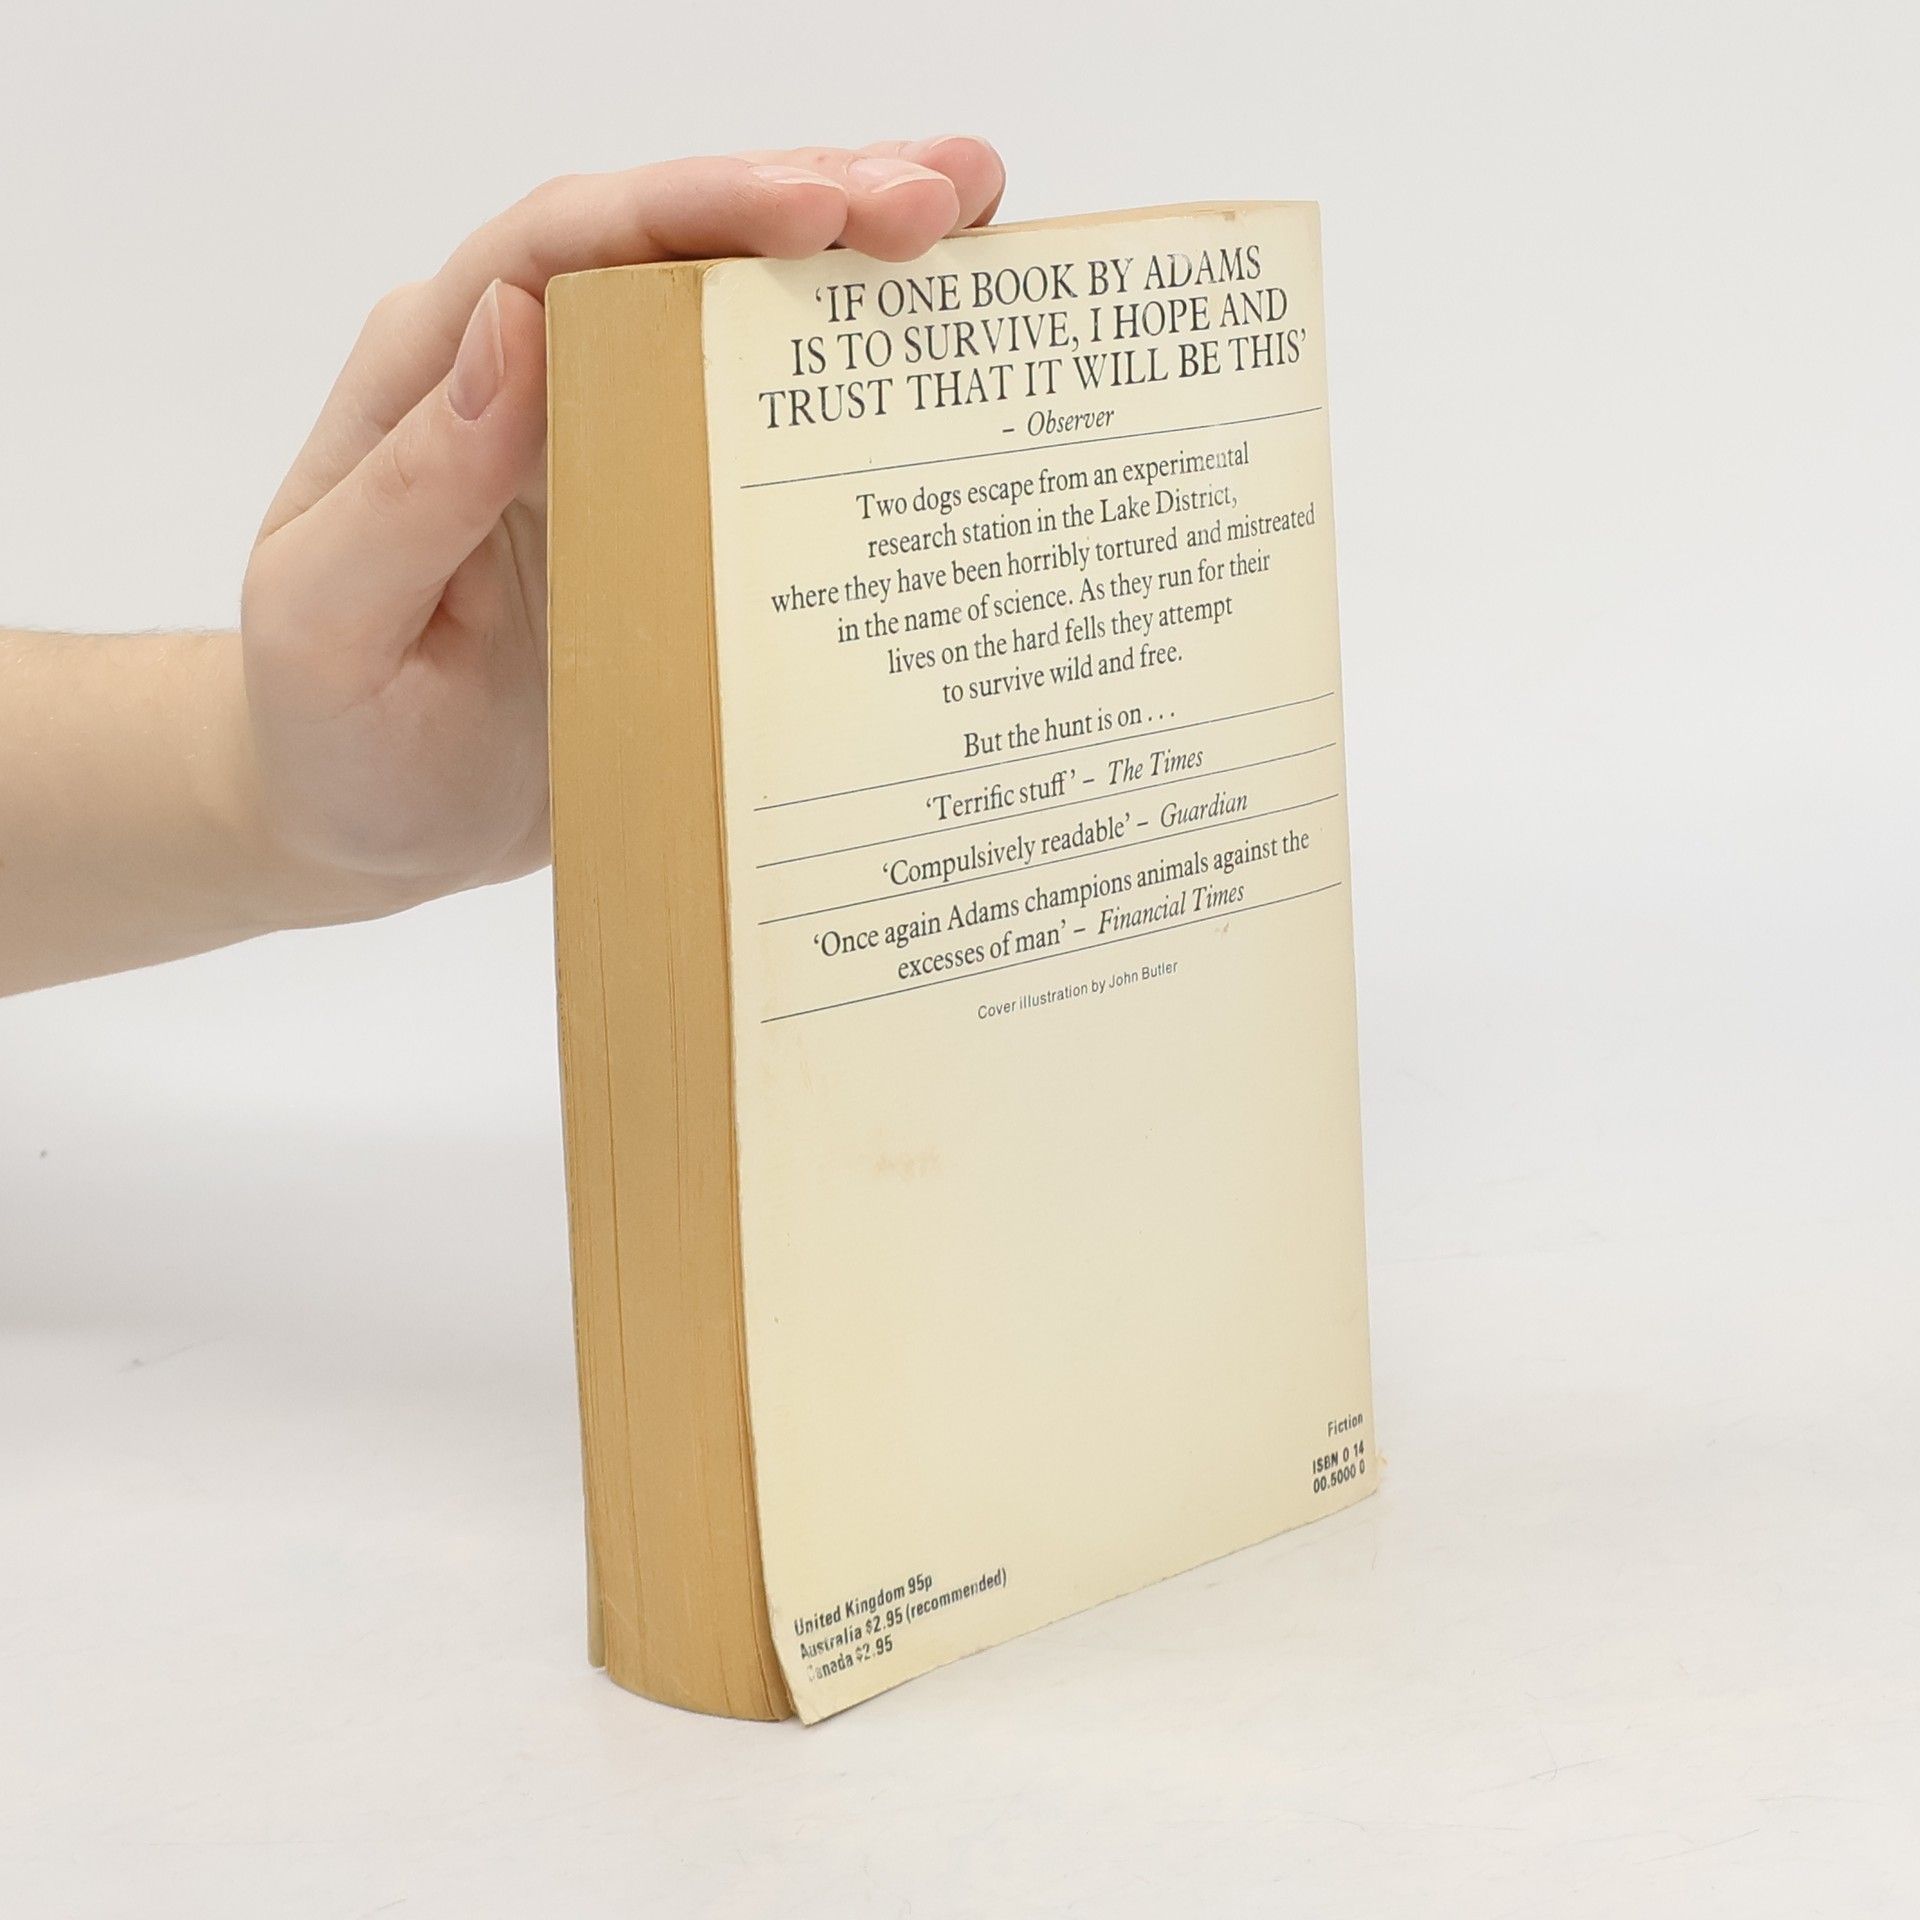 ‘IF ONE BOOK BY ADAMS
IS TO SURVIVE, I HOPE AND
TRUST THAT IT WILL BE THIS’
– Observer
Two dogs escape from an experimental
research station in the Lake District,
where they have been horribly tortured and mistreated
in the name of science. As they run for their
lives on the hard fells they attempt
to survive wild and free.
But the hunt is on . . .
‘Terrific stuff’ – The Times
‘Compulsively readable’ – Guardian
‘Once again Adams champions animals against the
excesses of man’ – Financial Times
Cover illustration by John Butler
Fiction
ISBN 0 14
00.5000 0
United Kingdom 95p
Australia $2.95 (recommended)
Canada $2.95